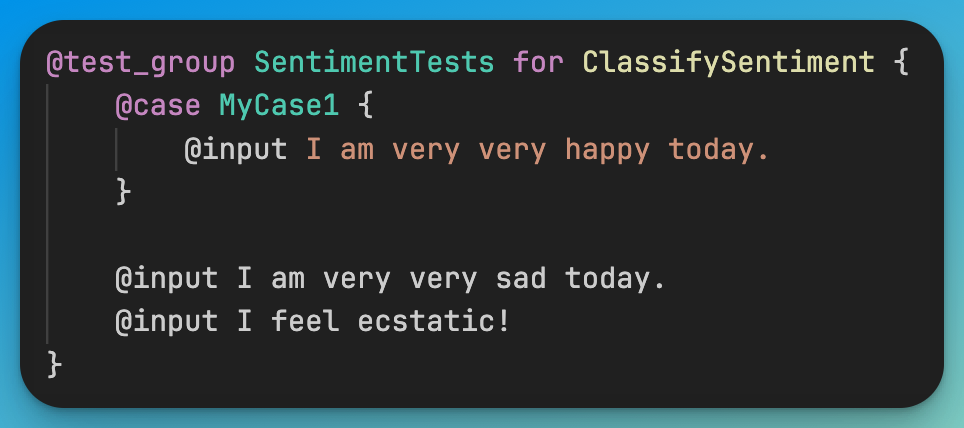 @test_group SentimentTests for ClassifySentiment {
@case MyCase1 {
@input I am very very happy today.
}
@input I am very very sad today.
@input I feel ecstatic!
}